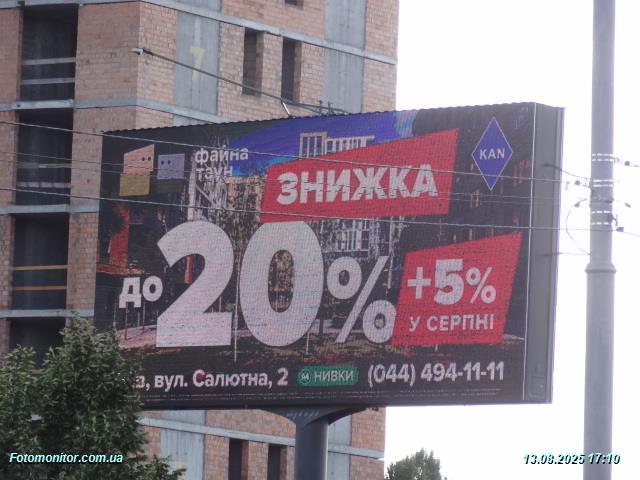 7
файна
таун
KAN
ЗНИЖКА
до 20%
+5%
У СЕРПНІ
вул. Салютна, 2 М НИВКИ (044) 494-11-11
Fotomonitor.com.ua
13.08.2025 17:10